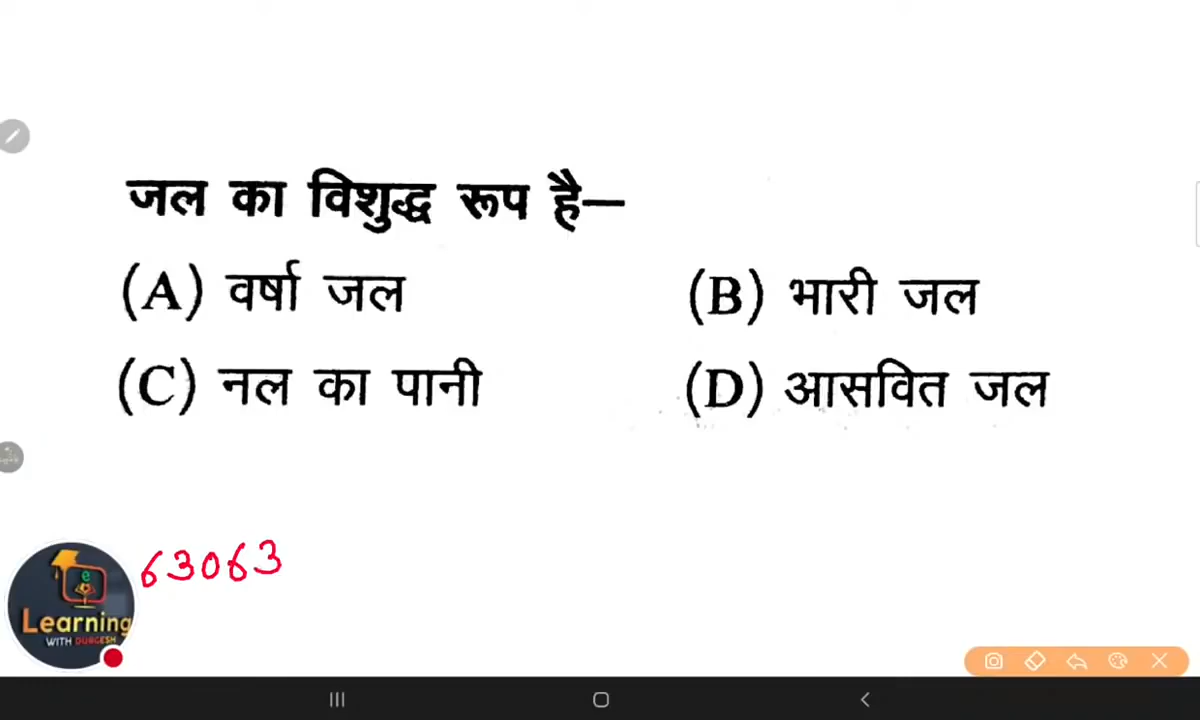 जल का विशुद्ध रूप है—
(A) वर्षा जल
(B) भारी जल
(C) नल का पानी
(D) आसवित जल
63063
e
Learning
WITH DURGESH